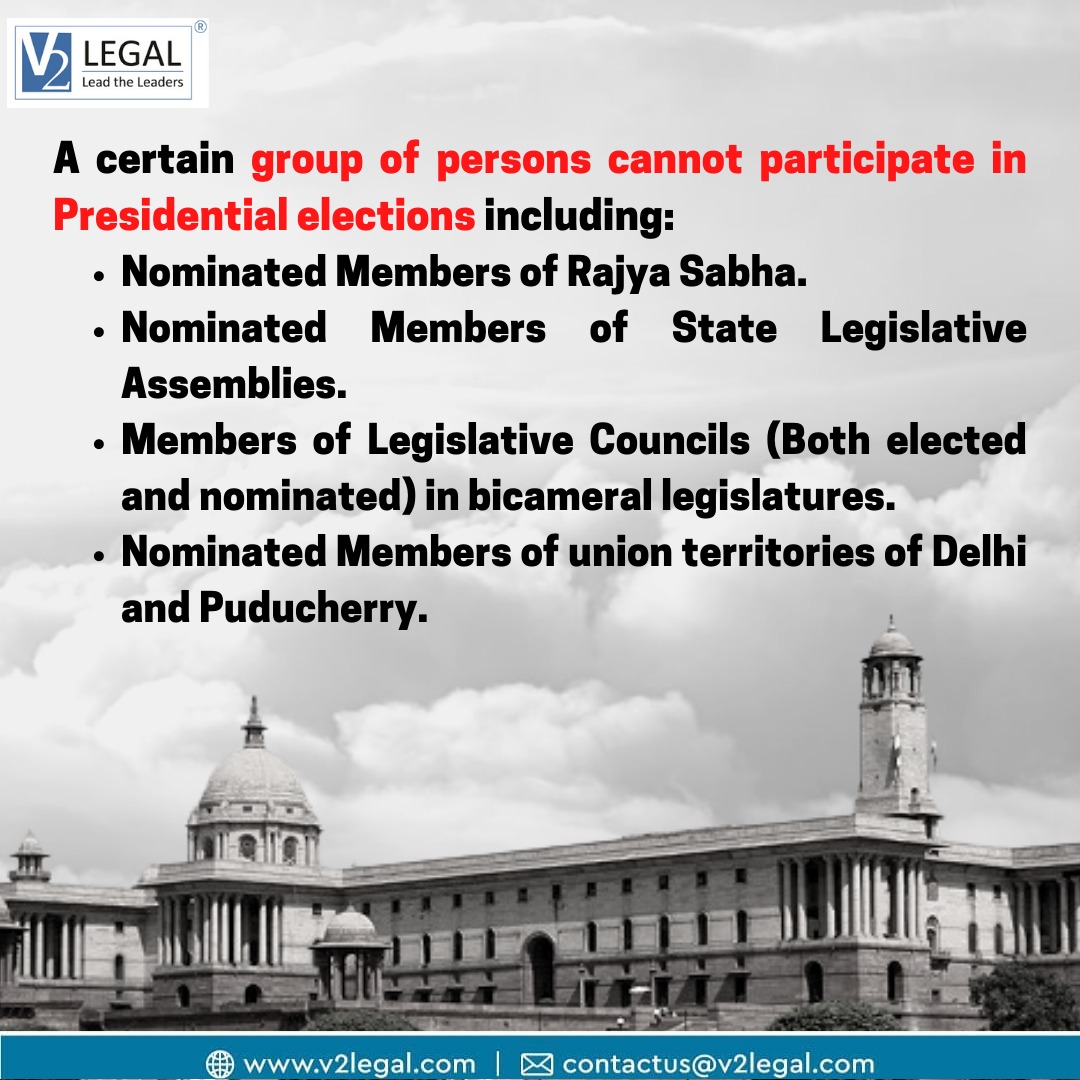 V2 LEGAL ®
Lead the Leaders
A certain group of persons cannot participate in
Presidential elections including:
• Nominated Members of Rajya Sabha.
• Nominated Members of State Legislative
Assemblies.
• Members of Legislative Councils (Both elected
and nominated) in bicameral legislatures.
• Nominated Members of union territories of Delhi
and Puducherry.
www.v2legal.com | contactus@v2legal.com